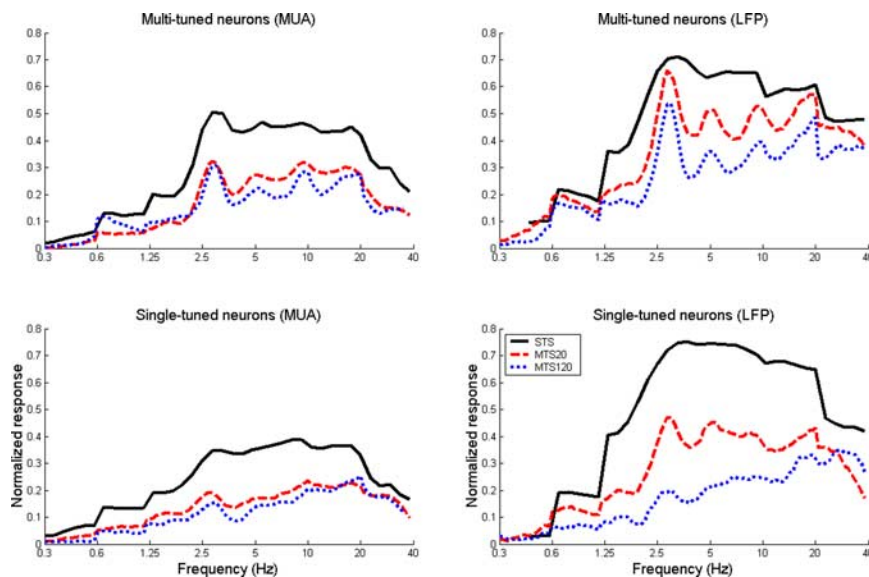 Multi-tuned neurons (MUA)
Multi-tuned neurons (LFP)
0.8
0.7
0.6
0.5
0.4
0.3
0.2
0.1
0
0.3 0.6 1.25 2.5 5 10 20 40
0.8
0.7
0.6
0.5
0.4
0.3
0.2
0.1
0
0.3 0.6 1.25 2.5 5 10 20 40
Single-tuned neurons (MUA)
Single-tuned neurons (LFP)
Normalized response
0.8
0.7
0.6
0.5
0.4
0.3
0.2
0.1
0
0.3 0.6 1.25 2.5 5 10 20 40
Frequency (Hz)
Normalized response
0.8
0.7
0.6
0.5
0.4
0.3
0.2
0.1
0
STS
MTS20
MTS120
0.3 0.6 1.25 2.5 5 10 20 40
Frequency (Hz)